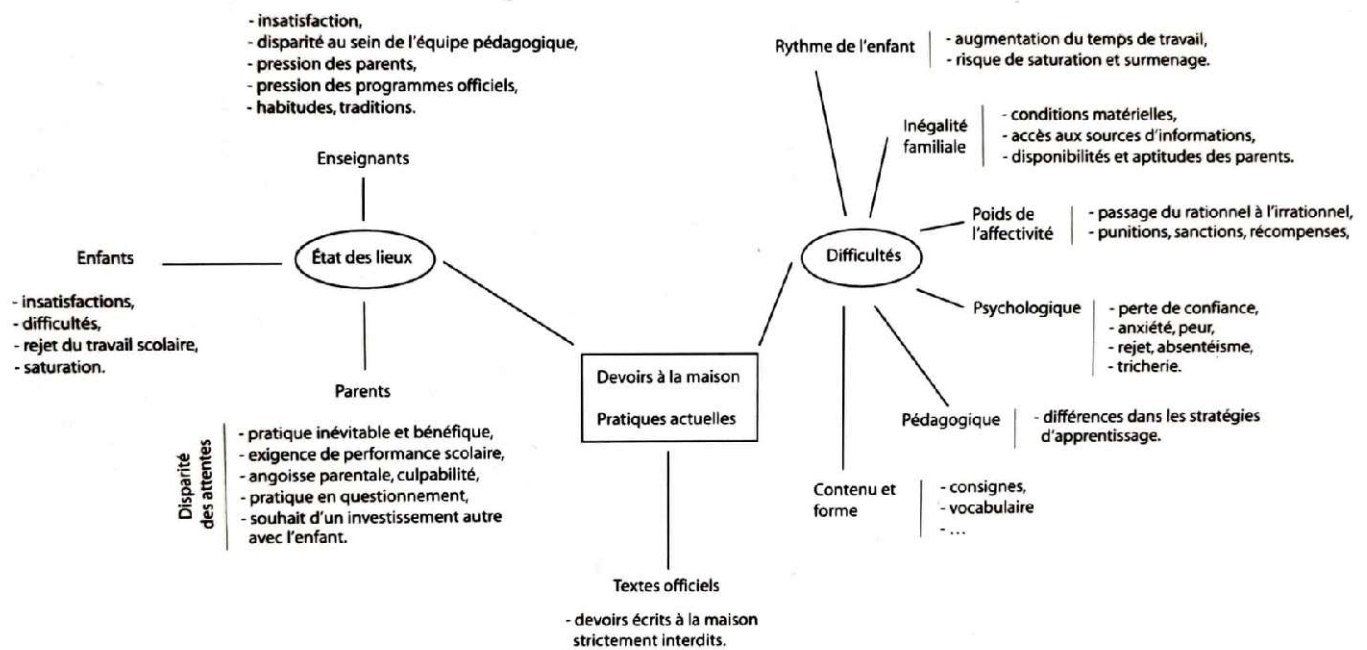 - insatisfaction,
- disparité au sein de l'équipe pédagogique,
- pression des parents,
- pression des programmes officiels,
- habitudes, traditions.
Enseignants
Enfants
- insatisfactions,
- difficultés,
- rejet du travail scolaire,
- saturation.
État des lieux
Parents
Disparité
des attentes
- pratique inévitable et bénéfique,
- exigence de performance scolaire,
- angoisse parentale, culpabilité,
- pratique en questionnement,
- souhait d'un investissement autre
avec l'enfant.
Devoirs à la maison
Pratiques actuelles
Textes officiels
- devoirs écrits à la maison
strictement interdits.
Difficultés
Rythme de l'enfant
- augmentation du temps de travail,
- risque de saturation et surmenage.
Inégalité
familiale
- conditions matérielles,
- accès aux sources d'informations,
- disponibilités et aptitudes des parents.
Poids de
l'affectivité
- passage du rationnel à l'irrationnel,
- punitions, sanctions, récompenses,
Psychologique
- perte de confiance,
- anxiété, peur,
- rejet, absentéisme,
- tricherie.
Pédagogique
- différences dans les stratégies
d'apprentissage.
Contenu et
forme
- consignes,
- vocabulaire
- ...